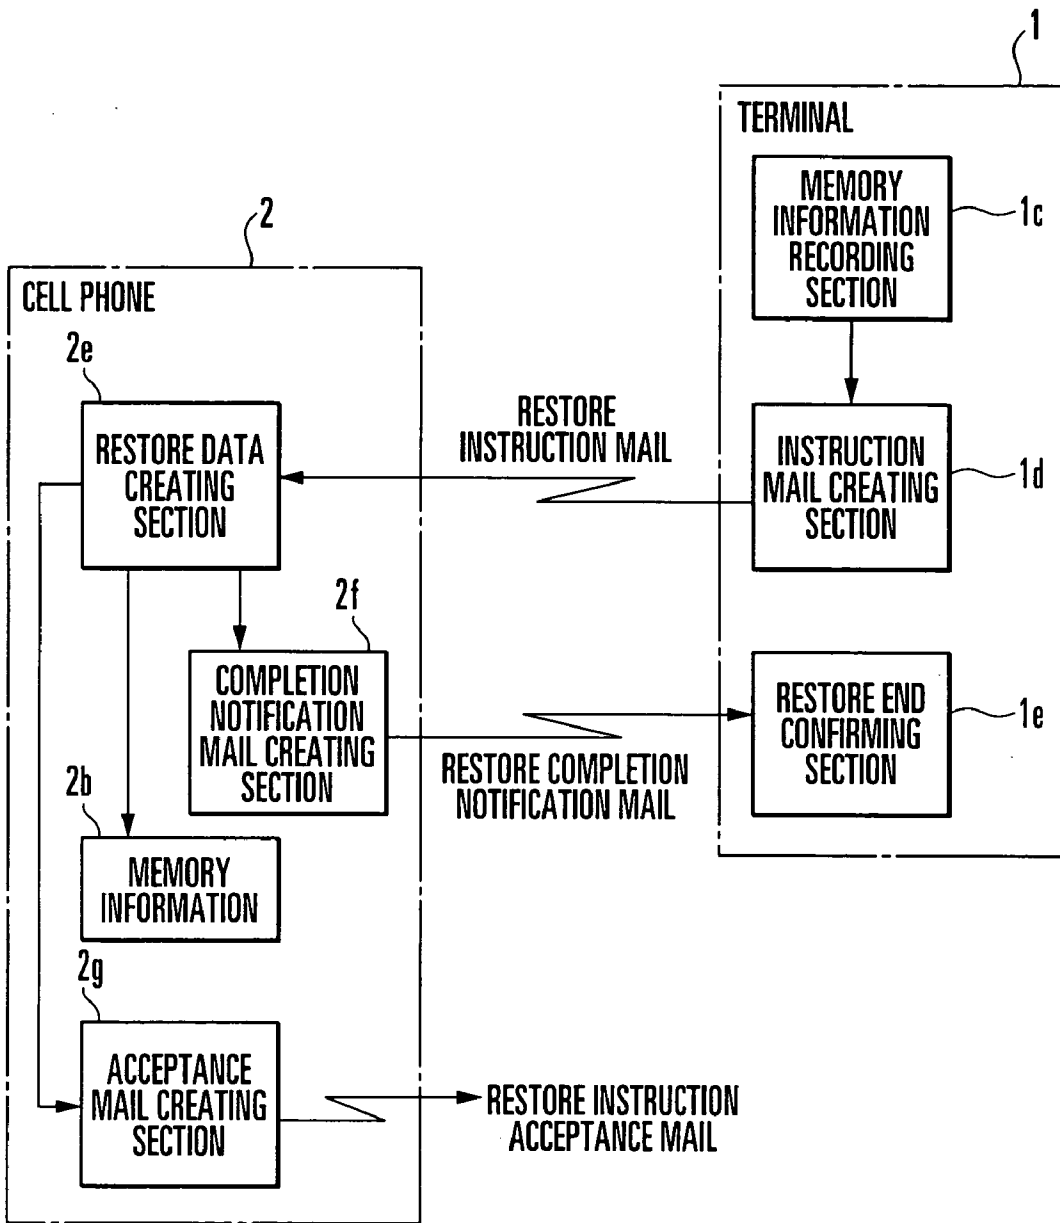 1
TERMINAL
MEMORY
INFORMATION
RECORDING
SECTION
1c
2
CELL PHONE
2e
RESTORE DATA
CREATING
SECTION
RESTORE
INSTRUCTION MAIL
INSTRUCTION
MAIL CREATING
SECTION
1d
2f
COMPLETION
NOTIFICATION
MAIL CREATING
SECTION
RESTORE COMPLETION
NOTIFICATION MAIL
RESTORE END
CONFIRMING
SECTION
1e
2b
MEMORY
INFORMATION
2g
ACCEPTANCE
MAIL CREATING
SECTION
RESTORE INSTRUCTION
ACCEPTANCE MAIL